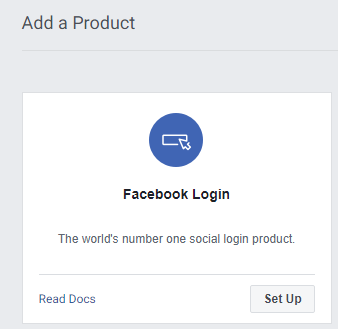 Add a Product
Facebook Login
The world's number one social login product.
Read Docs
Set Up